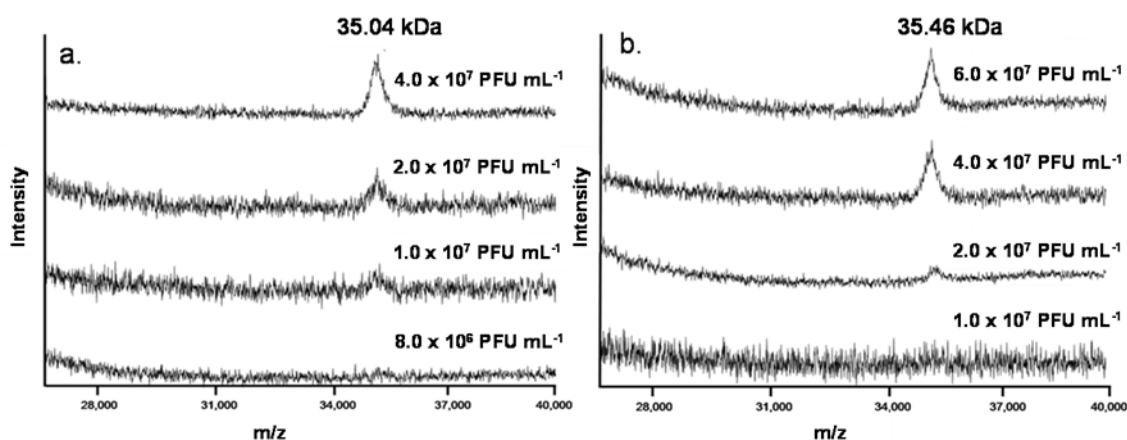 a.
35.04 kDa
4.0 x 10⁷ PFU mL⁻¹
2.0 x 10⁷ PFU mL⁻¹
1.0 x 10⁷ PFU mL⁻¹
8.0 x 10⁶ PFU mL⁻¹
Intensity
28,000 31,000 34,000 37,000 40,000
m/z
b.
35.46 kDa
6.0 x 10⁷ PFU mL⁻¹
4.0 x 10⁷ PFU mL⁻¹
2.0 x 10⁷ PFU mL⁻¹
1.0 x 10⁷ PFU mL⁻¹
Intensity
28,000 31,000 34,000 37,000 40,000
m/z